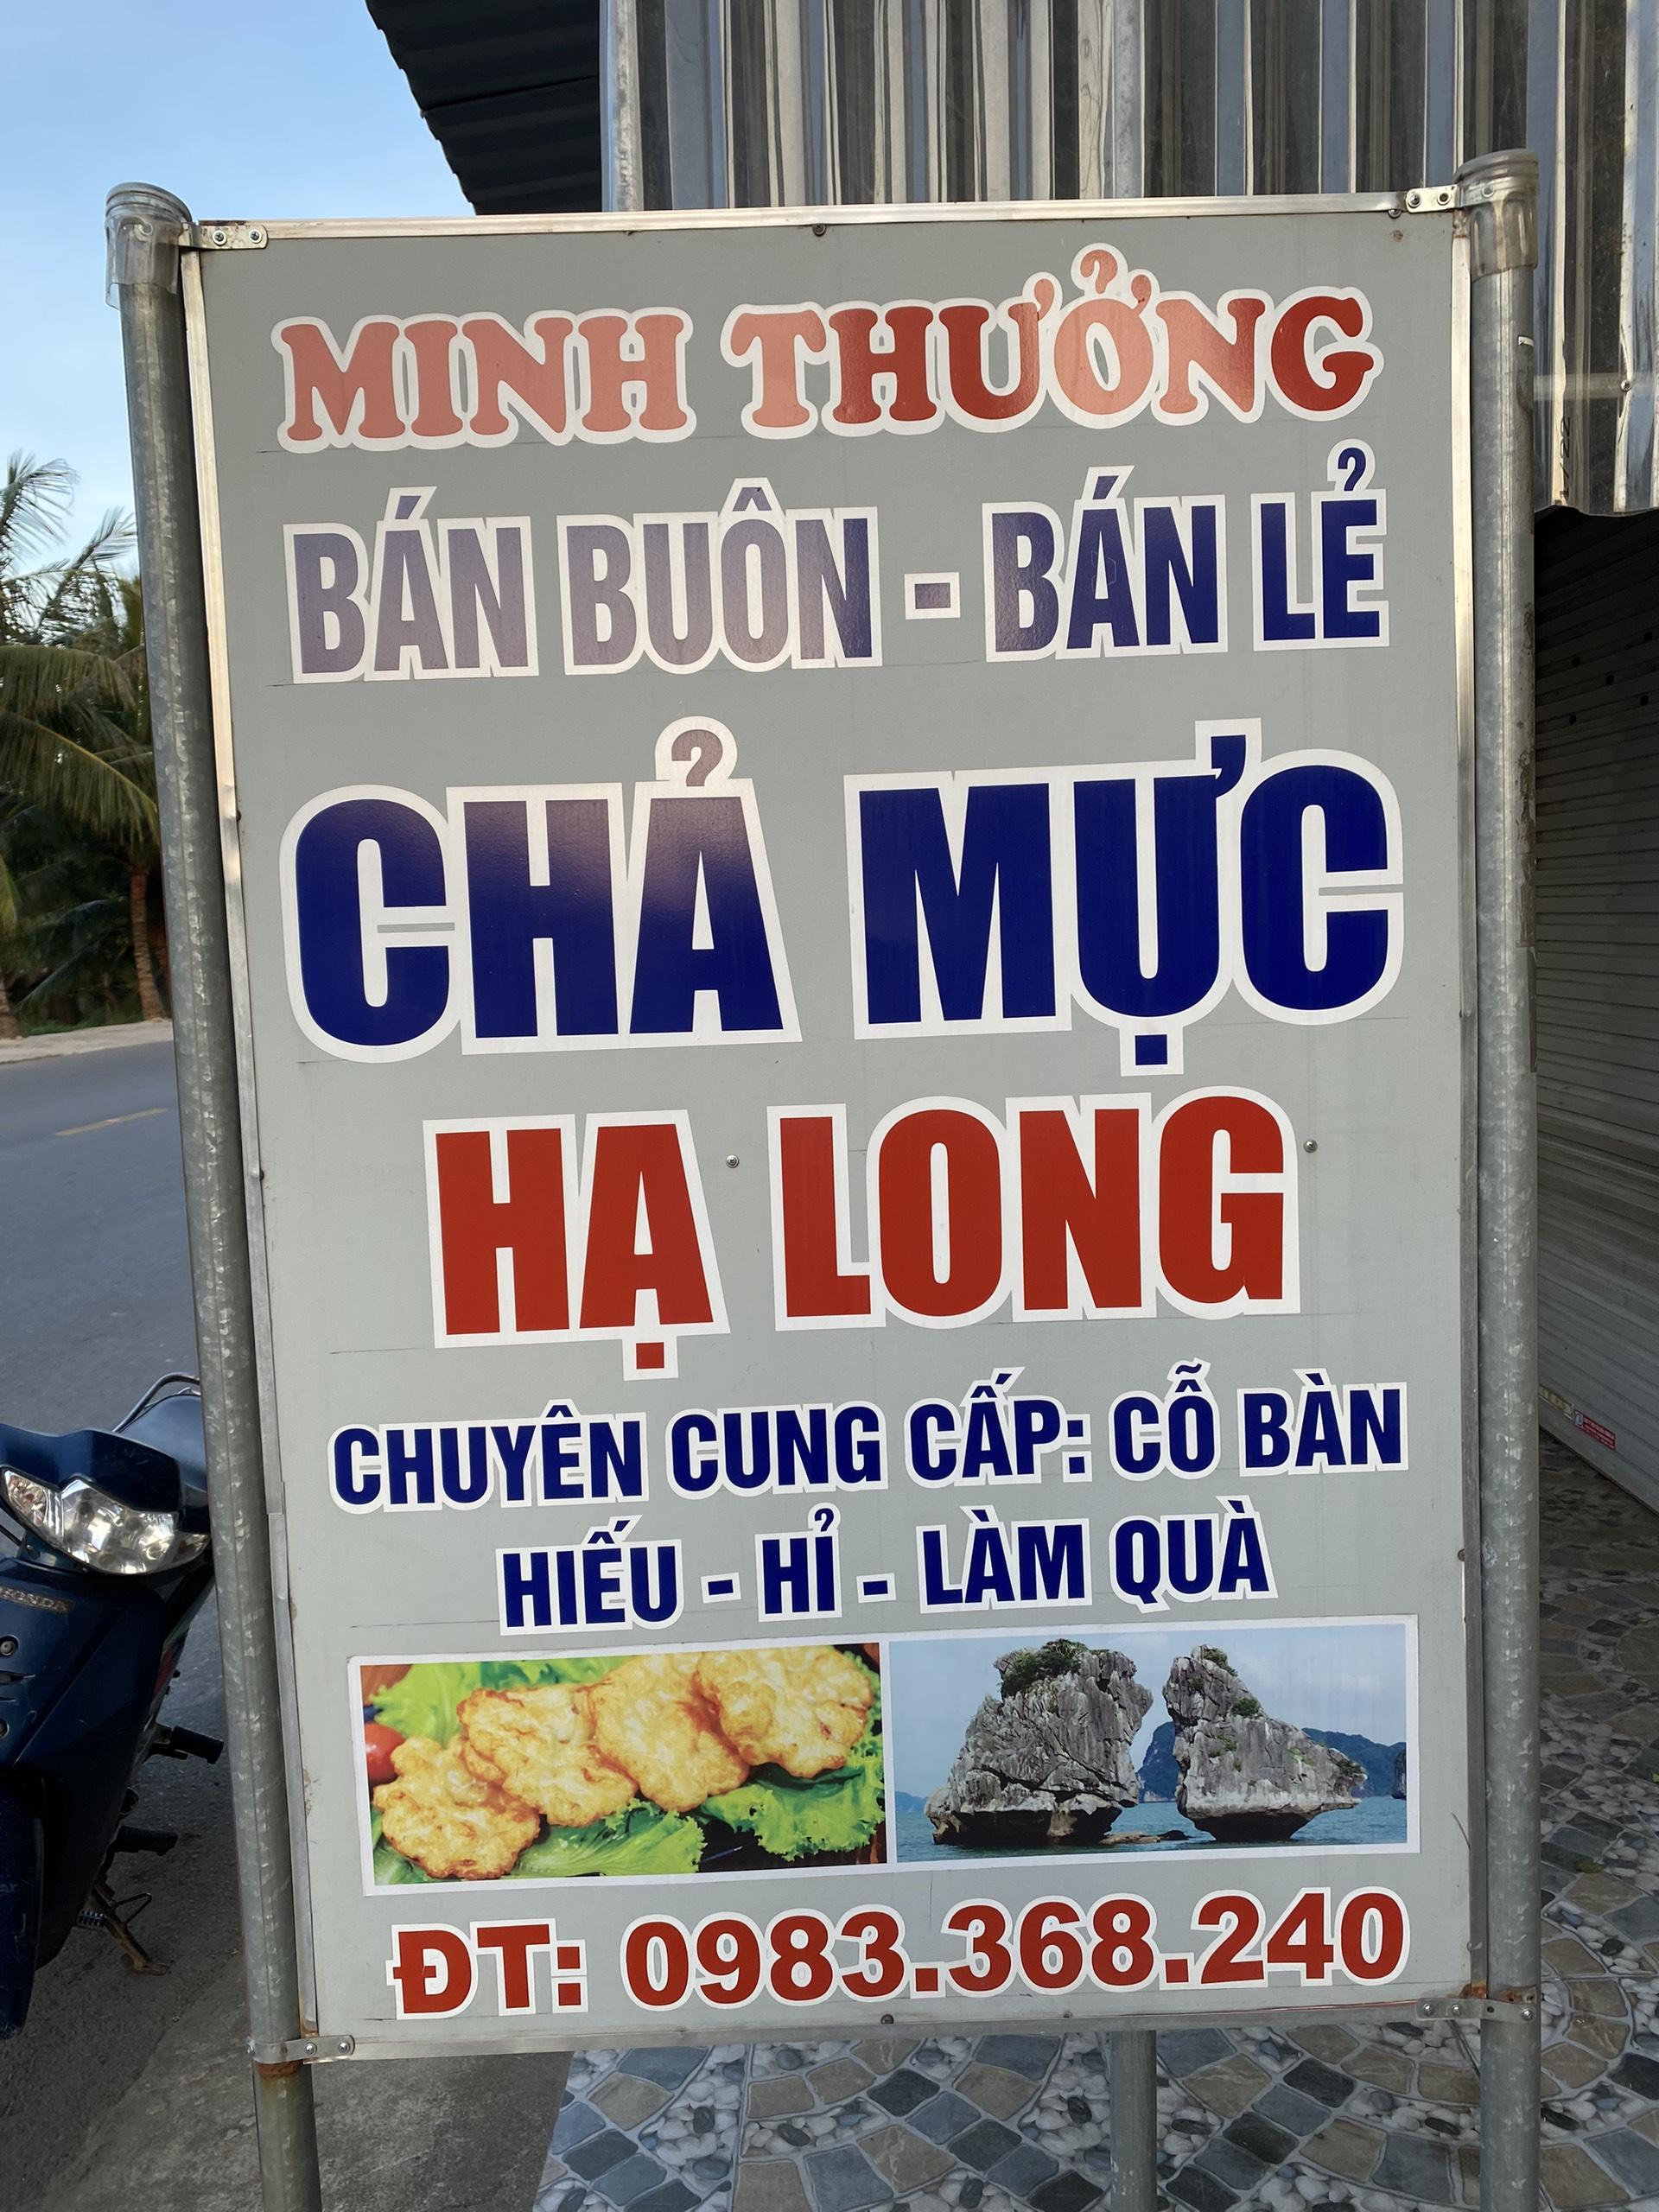 MINH THƯỞNG
BÁN BUÔN - BÁN LẺ
CHẢ MỰC
HẠ LONG
CHUYÊN CUNG CẤP: CỖ BÀN
HIẾU - HỈ - LÀM QUÀ
ĐT: 0983.368.240
HONDA